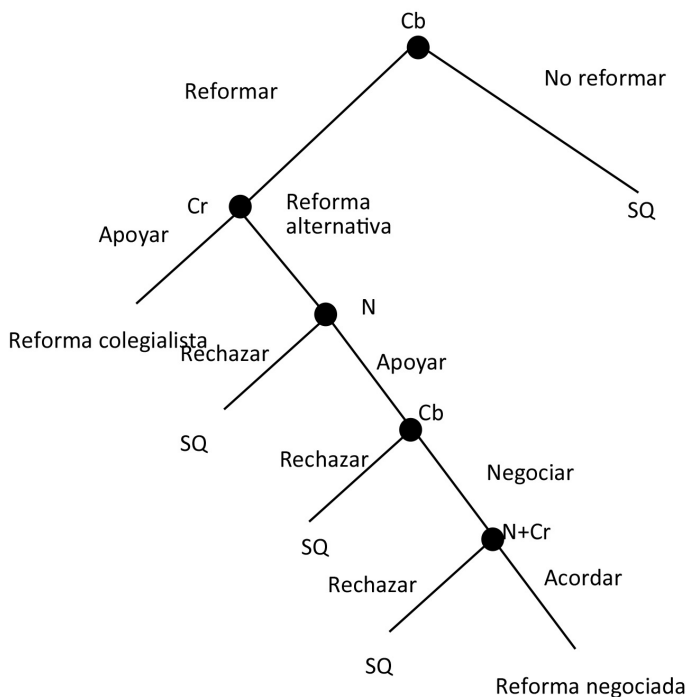 Cb
Reformar
No reformar
Cr
Reforma
alternativa
SQ
Apoyar
N
Reforma colegialista
Rechazar
Apoyar
Cb
SQ
Rechazar
Negociar
N+Cr
SQ
Rechazar
Acordar
SQ
Reforma negociada